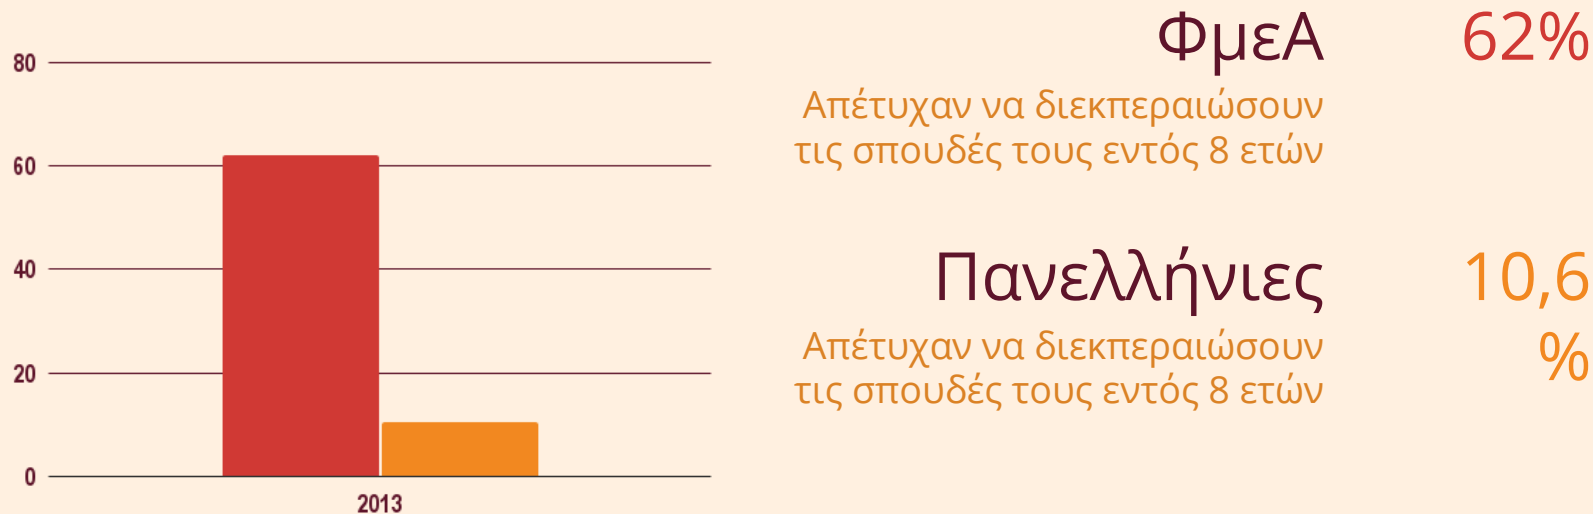 80
60
40
20
0
2013
ΦμεΑ
62%
Απέτυχαν να διεκπεραιώσουν
τις σπουδές τους εντός 8 ετών
Πανελλήνιες
10,6
%
Απέτυχαν να διεκπεραιώσουν
τις σπουδές τους εντός 8 ετών